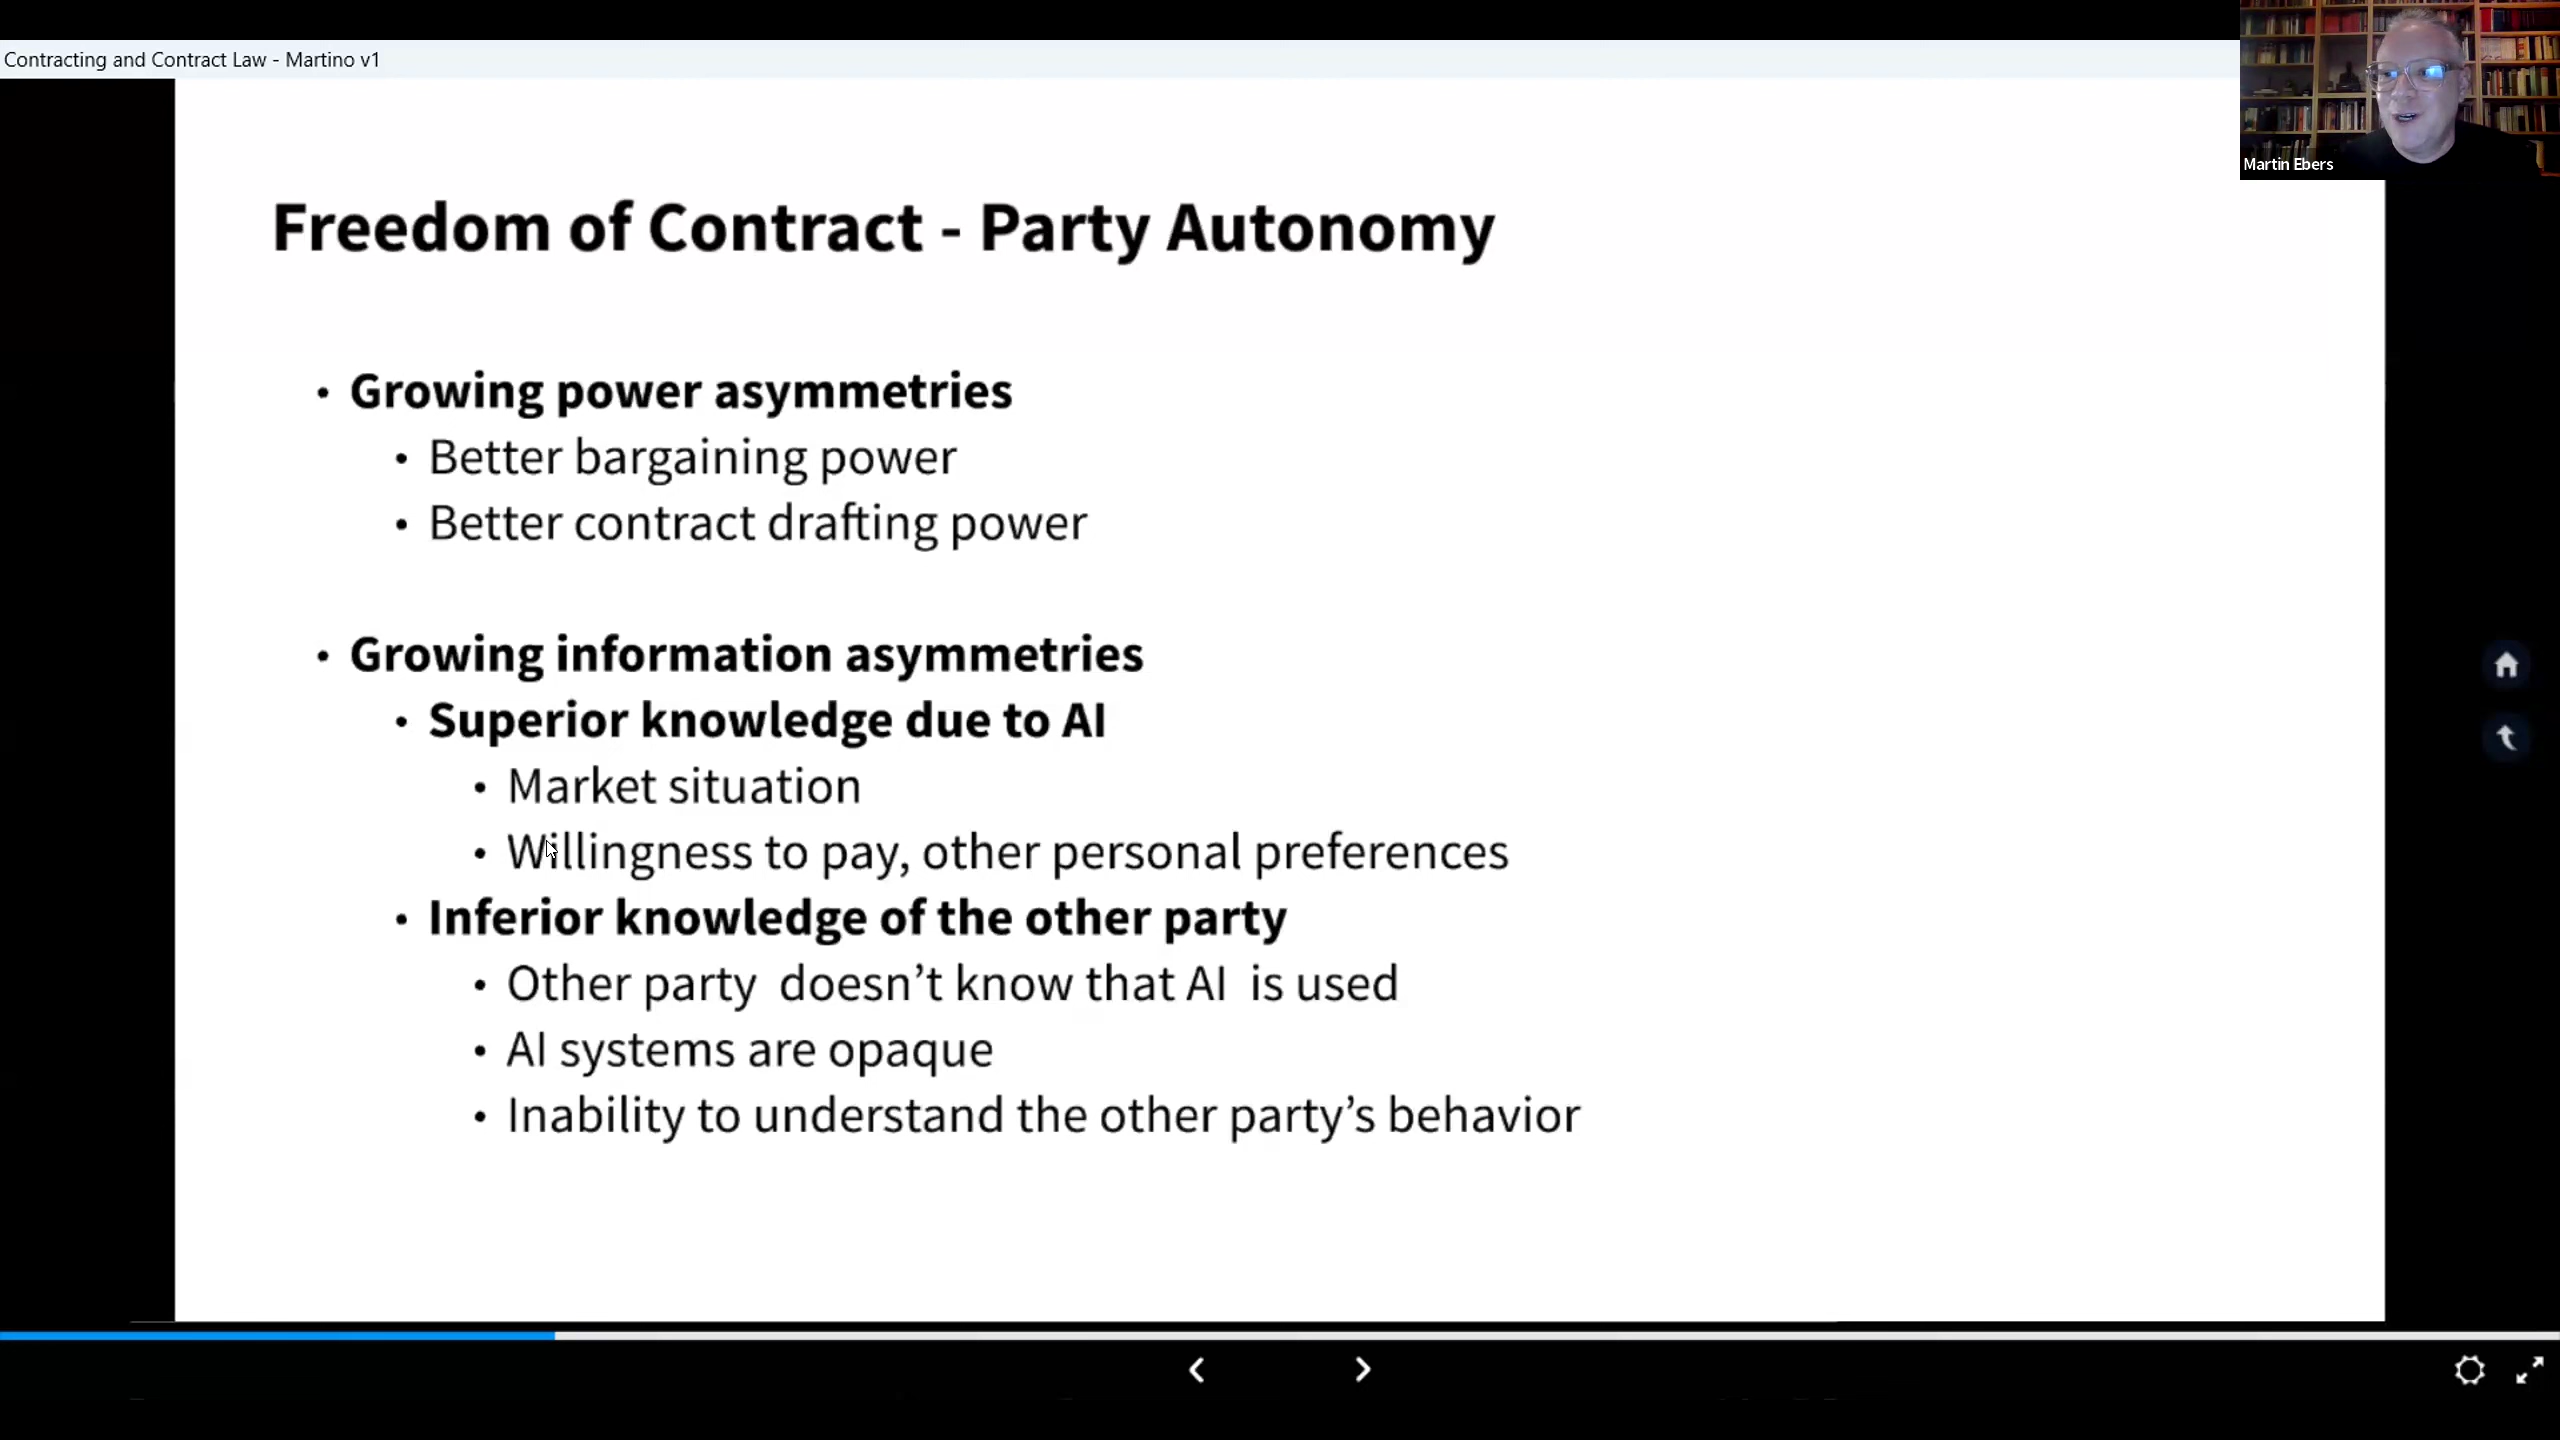 Contracting and Contract Law - Martino v1
Martin Ebers
Freedom of Contract - Party Autonomy
• Growing power asymmetries
• Better bargaining power
• Better contract drafting power
• Growing information asymmetries
• Superior knowledge due to AI
• Market situation
• Willingness to pay, other personal preferences
• Inferior knowledge of the other party
• Other party doesn’t know that AI is used
• AI systems are opaque
• Inability to understand the other party’s behavior